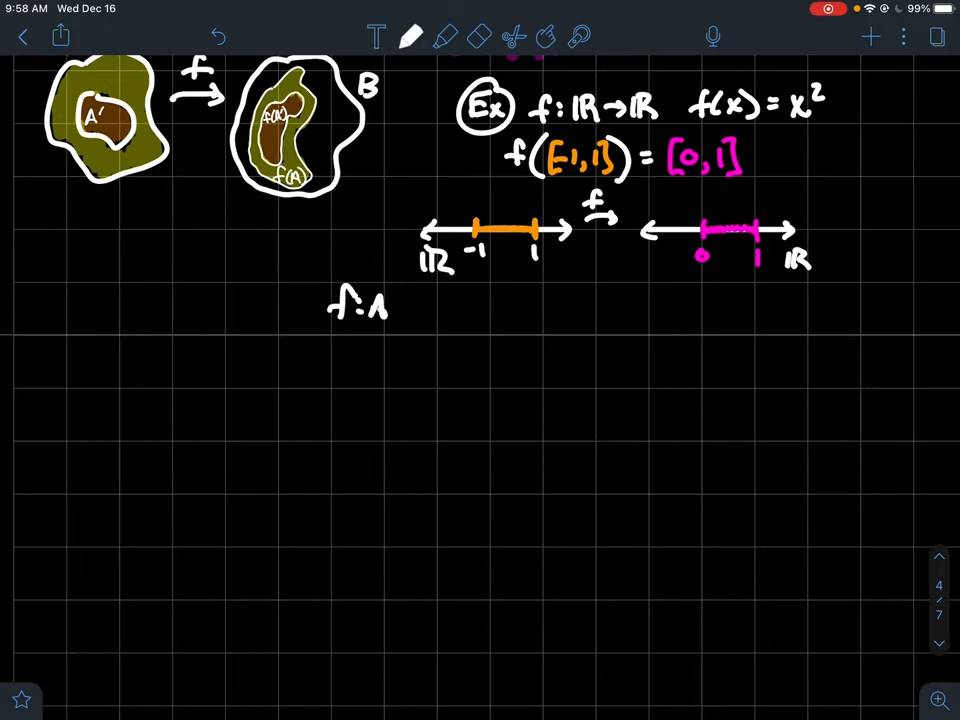 9:58 AM Wed Dec 16
99%
f
A'
B
f(A')
f(A)
Ex f: ℝ → ℝ f(x) = x²
f([-1, 1]) = [0, 1]
f
ℝ -1 1
0 1 ℝ
f: A
4 / 7